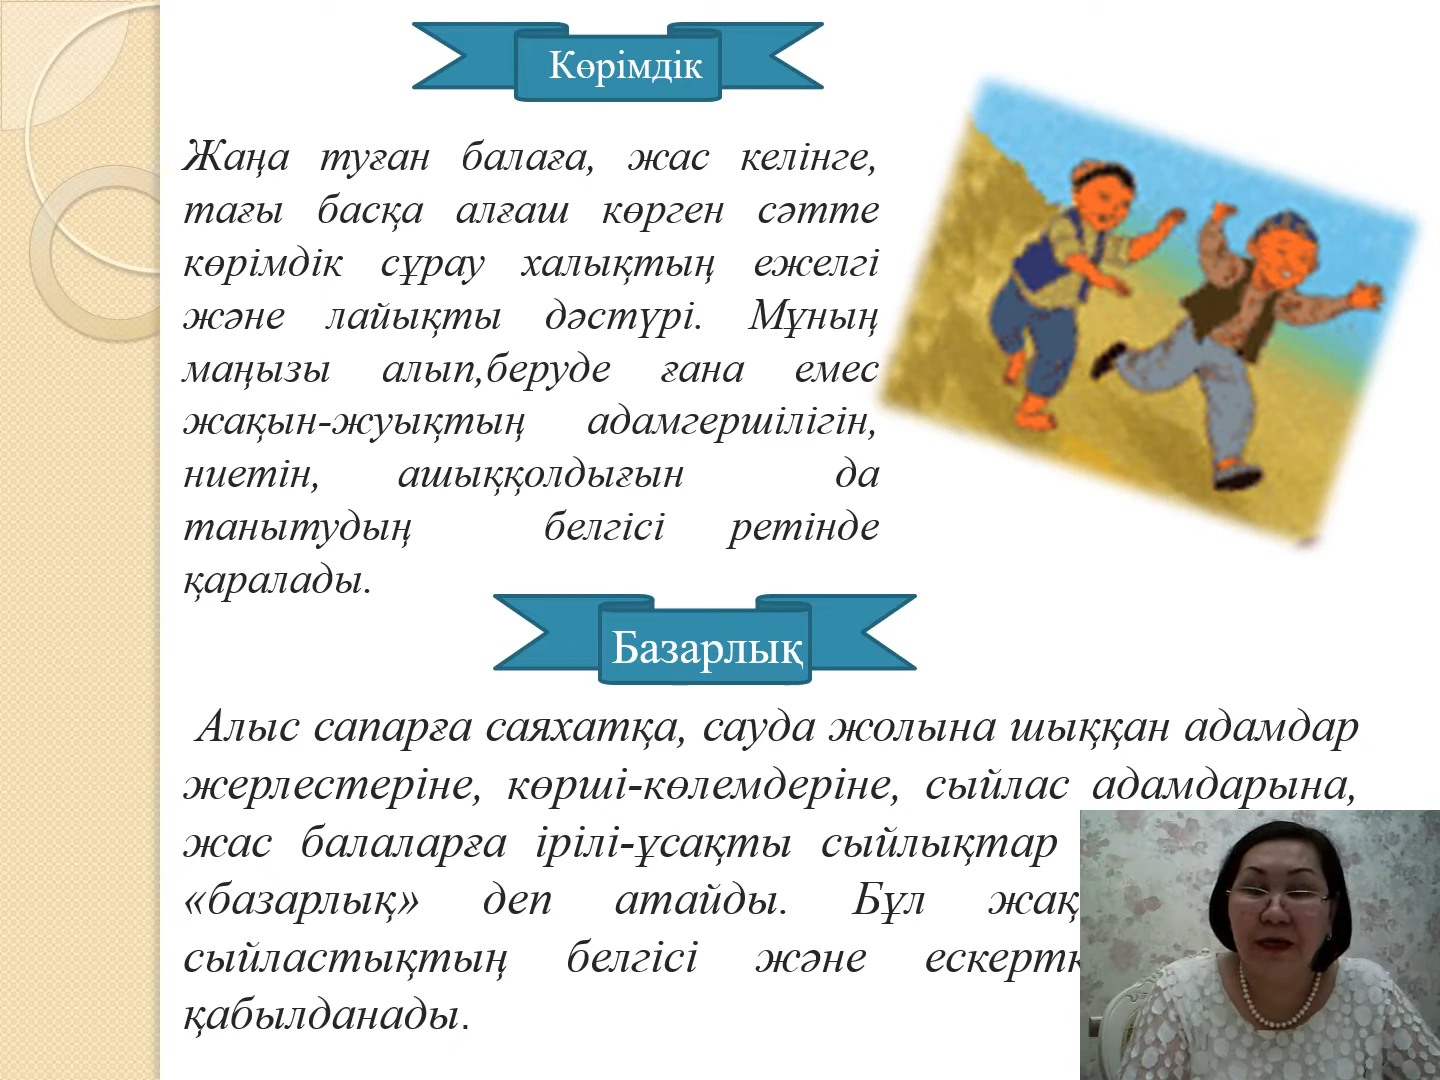 Көрімдік
Жаңа туған балаға, жас келінге,
тағы басқа алғаш көрген сәтте
көрімдік сұрау халықтың ежелгі
және лайықты дәстүрі. Мұның
маңызы алып,беруде ғана емес
жақын-жуықтың адамгершілігін,
ниетін, ашыққолдығын да
танытудың белгісі ретінде
қаралады.
Базарлық
Алыс сапарға саяхатқа, сауда жолына шыққан адамдар
жерлестеріне, көрші-көлемдеріне, сыйлас адамдарына,
жас балаларға ірілі-ұсақты сыйлықтар
«базарлық» деп атайды. Бұл
сыйластықтың белгісі және
қабылданады.